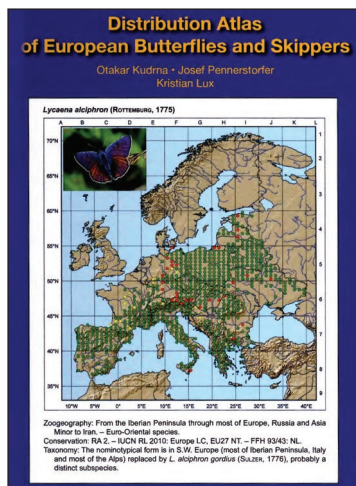 Distribution Atlas
of European Butterflies and Skippers
Otakar Kudrna • Josef Pennerstorfer
Kristian Lux
Lycaena alciphron (ROTTEMBURG, 1775)
A B C D E F G H I J K L
70°N 1
65°N 2
60°N 3
4
55°N 5
50°N 6
45°N 7
40°N 8
35°N 9
10°W 5°W 0° 5°E 10°E 15°E 20°E 25°E 30°E 35°E 40°E
Zoogeography: From the Iberian Peninsula through most of Europe, Russia and Asia
Minor to Iran. – Euro-Oriental species.
Conservation: RA 2. – IUCN RL 2010: Europe LC, EU27 NT. – FFH 93/43: NL.
Taxonomy: The nominotypical form is in S.W. Europe (most of Iberian Peninsula, Italy
and most of the Alps) replaced by L. alciphron gordius (SULZER, 1776), probably a
distinct subspecies.